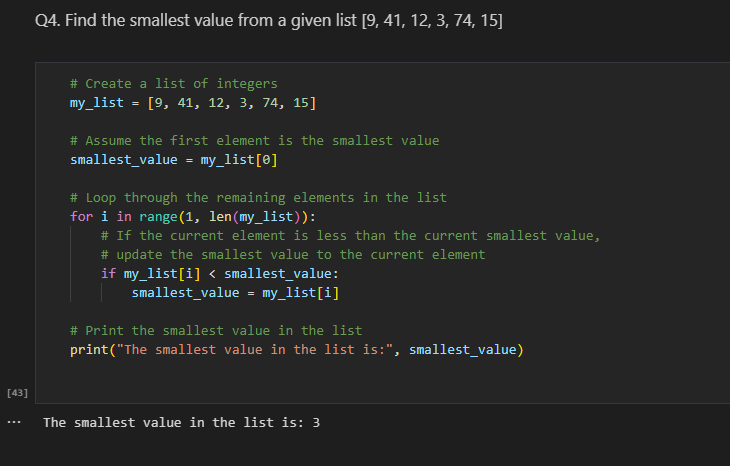 Q4. Find the smallest value from a given list [9, 41, 12, 3, 74, 15]
# Create a list of integers
my_list = [9, 41, 12, 3, 74, 15]
# Assume the first element is the smallest value
smallest_value = my_list[0]
# Loop through the remaining elements in the list
for i in range(1, len(my_list)):
    # If the current element is less than the current smallest value,
    # update the smallest value to the current element
    if my_list[i] < smallest_value:
        smallest_value = my_list[i]
# Print the smallest value in the list
print("The smallest value in the list is:", smallest_value)
[43]
... The smallest value in the list is: 3